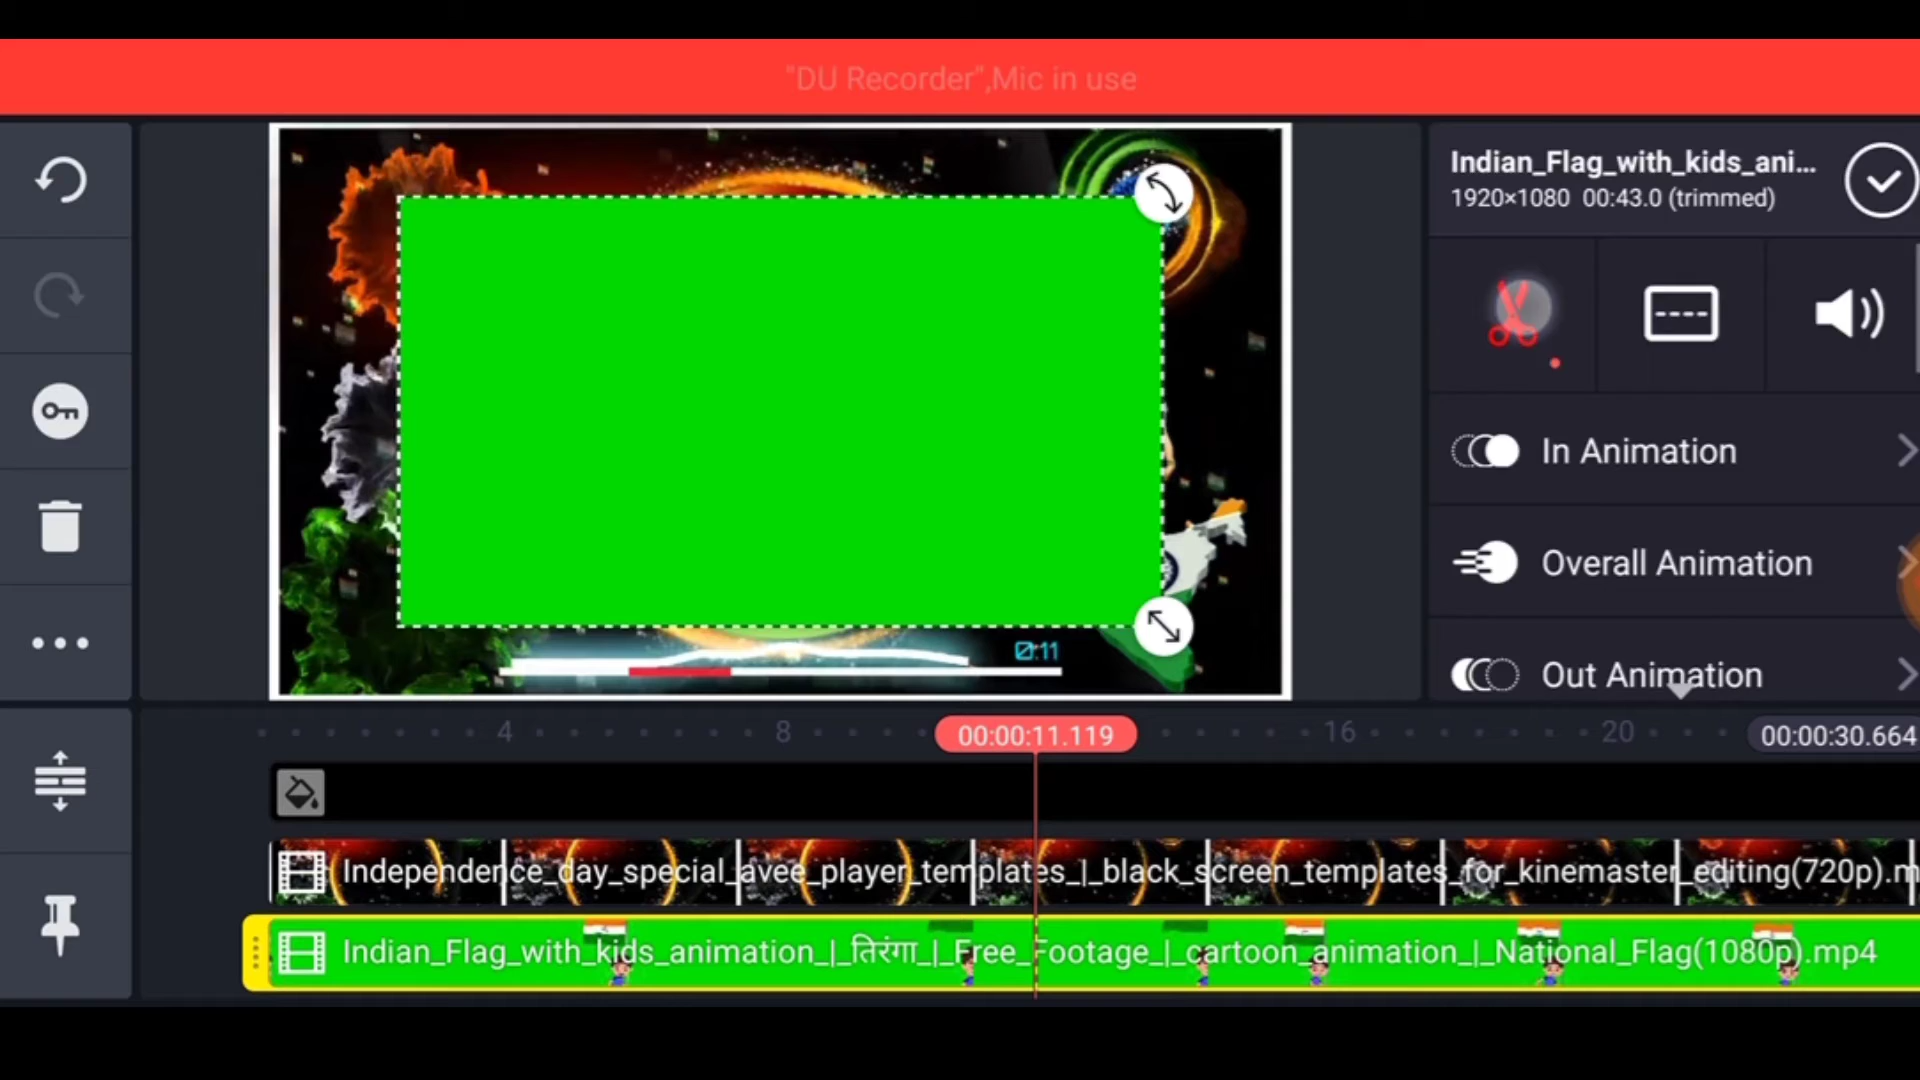 "DU Recorder",Mic in use
Indian_Flag_with_kids_ani...
1920×1080 00:43.0 (trimmed)
In Animation
Overall Animation
Out Animation
4
8
00:00:11.119
16
20
00:00:30.664
Independence_day_special_avee_player_templates_|_black_screen_templates_for_kinemaster_editing(720p).m
Indian_Flag_with_kids_animation_|_तिरंगा_|_Free_Footage_|_cartoon_animation_|_National_Flag(1080p).mp4